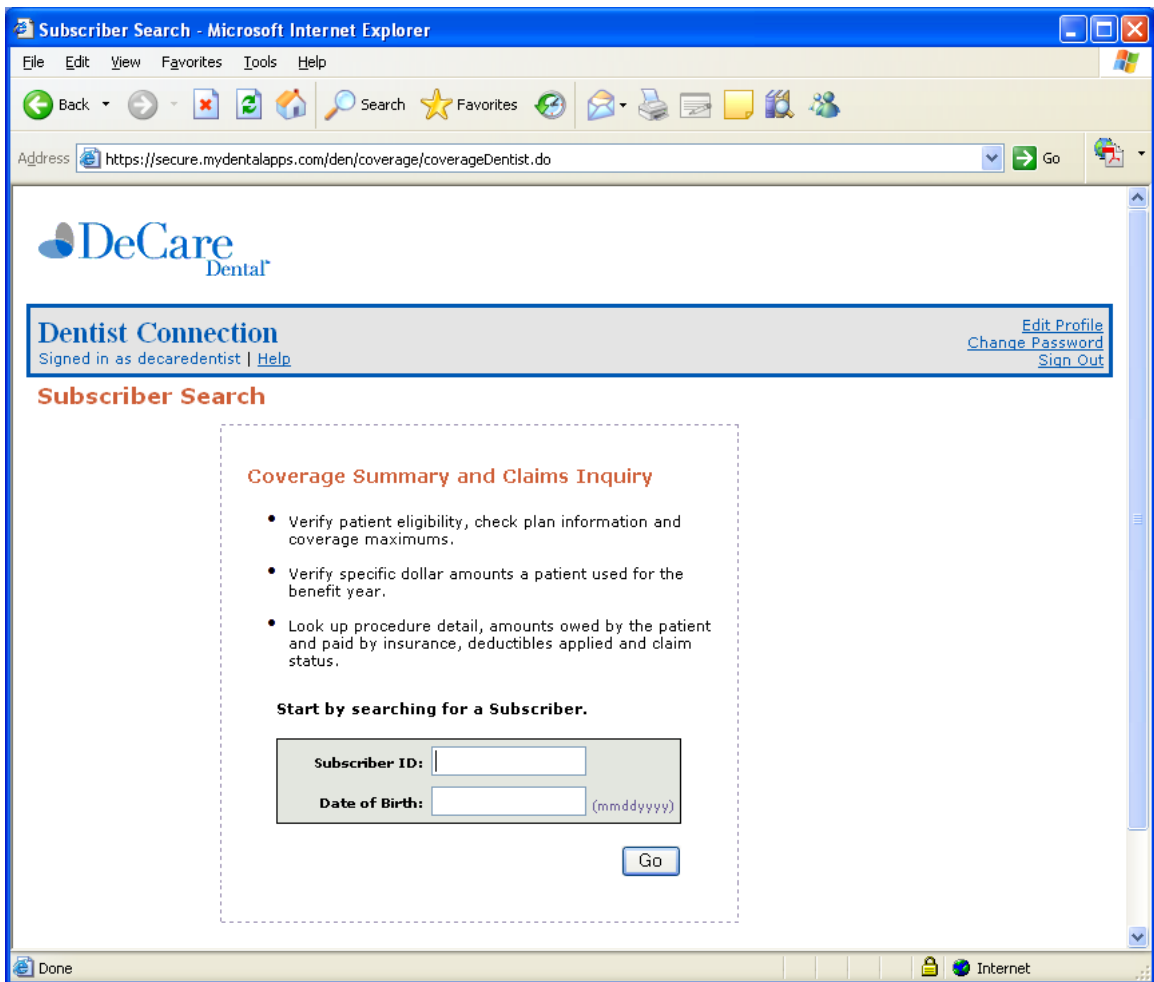 Subscriber Search - Microsoft Internet Explorer
File Edit View Favorites Tools Help
Back Search Favorites
Address https://secure.mydentalapps.com/den/coverage/coverageDentist.do Go
DeCare
Dental
Dentist Connection
Signed in as decaredentist | Help
Edit Profile
Change Password
Sign Out
Subscriber Search
Coverage Summary and Claims Inquiry
• Verify patient eligibility, check plan information and
coverage maximums.
• Verify specific dollar amounts a patient used for the
benefit year.
• Look up procedure detail, amounts owed by the patient
and paid by insurance, deductibles applied and claim
status.
Start by searching for a Subscriber.
Subscriber ID:
Date of Birth: (mmddyyyy)
Go
Done Internet